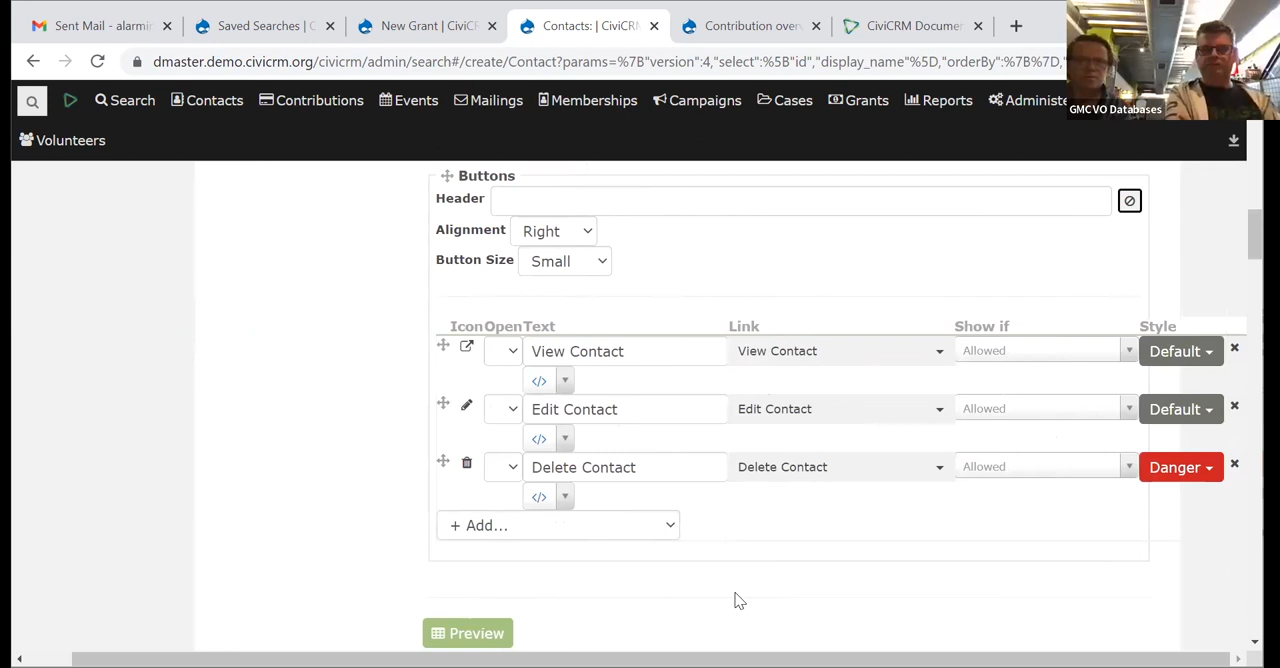 Sent Mail - alarmin
Saved Searches | C
New Grant | CiviCR
Contacts: | CiviCRM
Contribution over
CiviCRM Documen
dmaster.demo.civicrm.org/civicrm/admin/search#/create/Contact?params=%7B"version":4,"select":%5B"id","display_name"%5D,"orderBy":%7B%7D,
Search
Contacts
Contributions
Events
Mailings
Memberships
Campaigns
Cases
Grants
Reports
Administe
GMCVO Databases
Volunteers
Buttons
Header
Alignment Right
Button Size Small
Icon Open Text Link Show if Style
View Contact View Contact Allowed Default
</>
Edit Contact Edit Contact Allowed Default
</>
Delete Contact Delete Contact Allowed Danger
</>
+ Add...
Preview